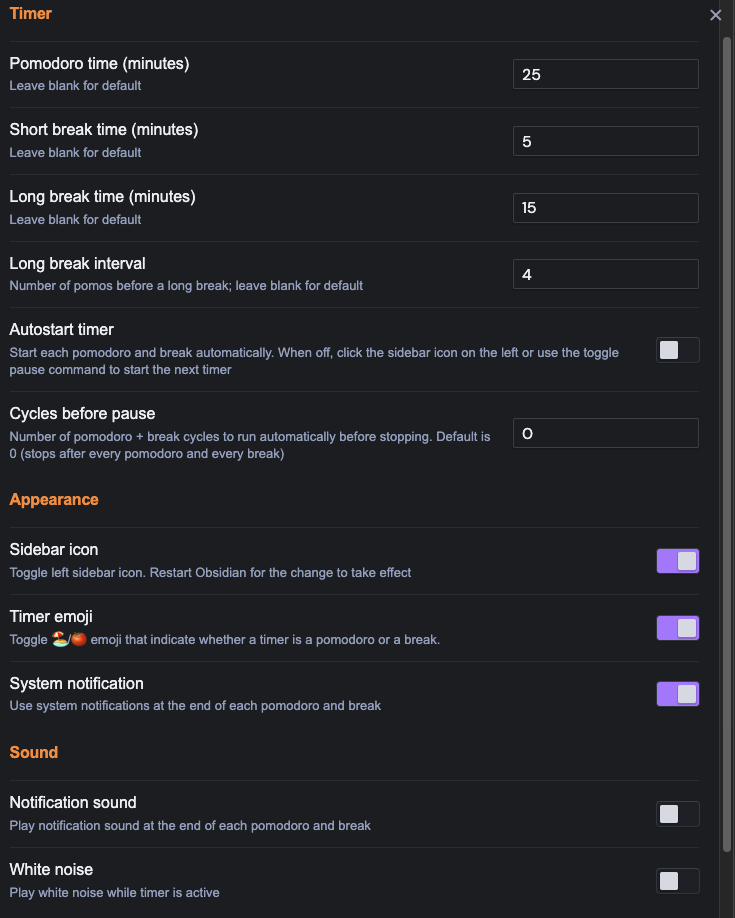 Timer
Pomodoro time (minutes)
Leave blank for default
25
Short break time (minutes)
Leave blank for default
5
Long break time (minutes)
Leave blank for default
15
Long break interval
Number of pomos before a long break; leave blank for default
4
Autostart timer
Start each pomodoro and break automatically. When off, click the sidebar icon on the left or use the toggle
pause command to start the next timer
Cycles before pause
Number of pomodoro + break cycles to run automatically before stopping. Default is
0 (stops after every pomodoro and every break)
0
Appearance
Sidebar icon
Toggle left sidebar icon. Restart Obsidian for the change to take effect
Timer emoji
Toggle 🏖️/🍅 emoji that indicate whether a timer is a pomodoro or a break.
System notification
Use system notifications at the end of each pomodoro and break
Sound
Notification sound
Play notification sound at the end of each pomodoro and break
White noise
Play white noise while timer is active